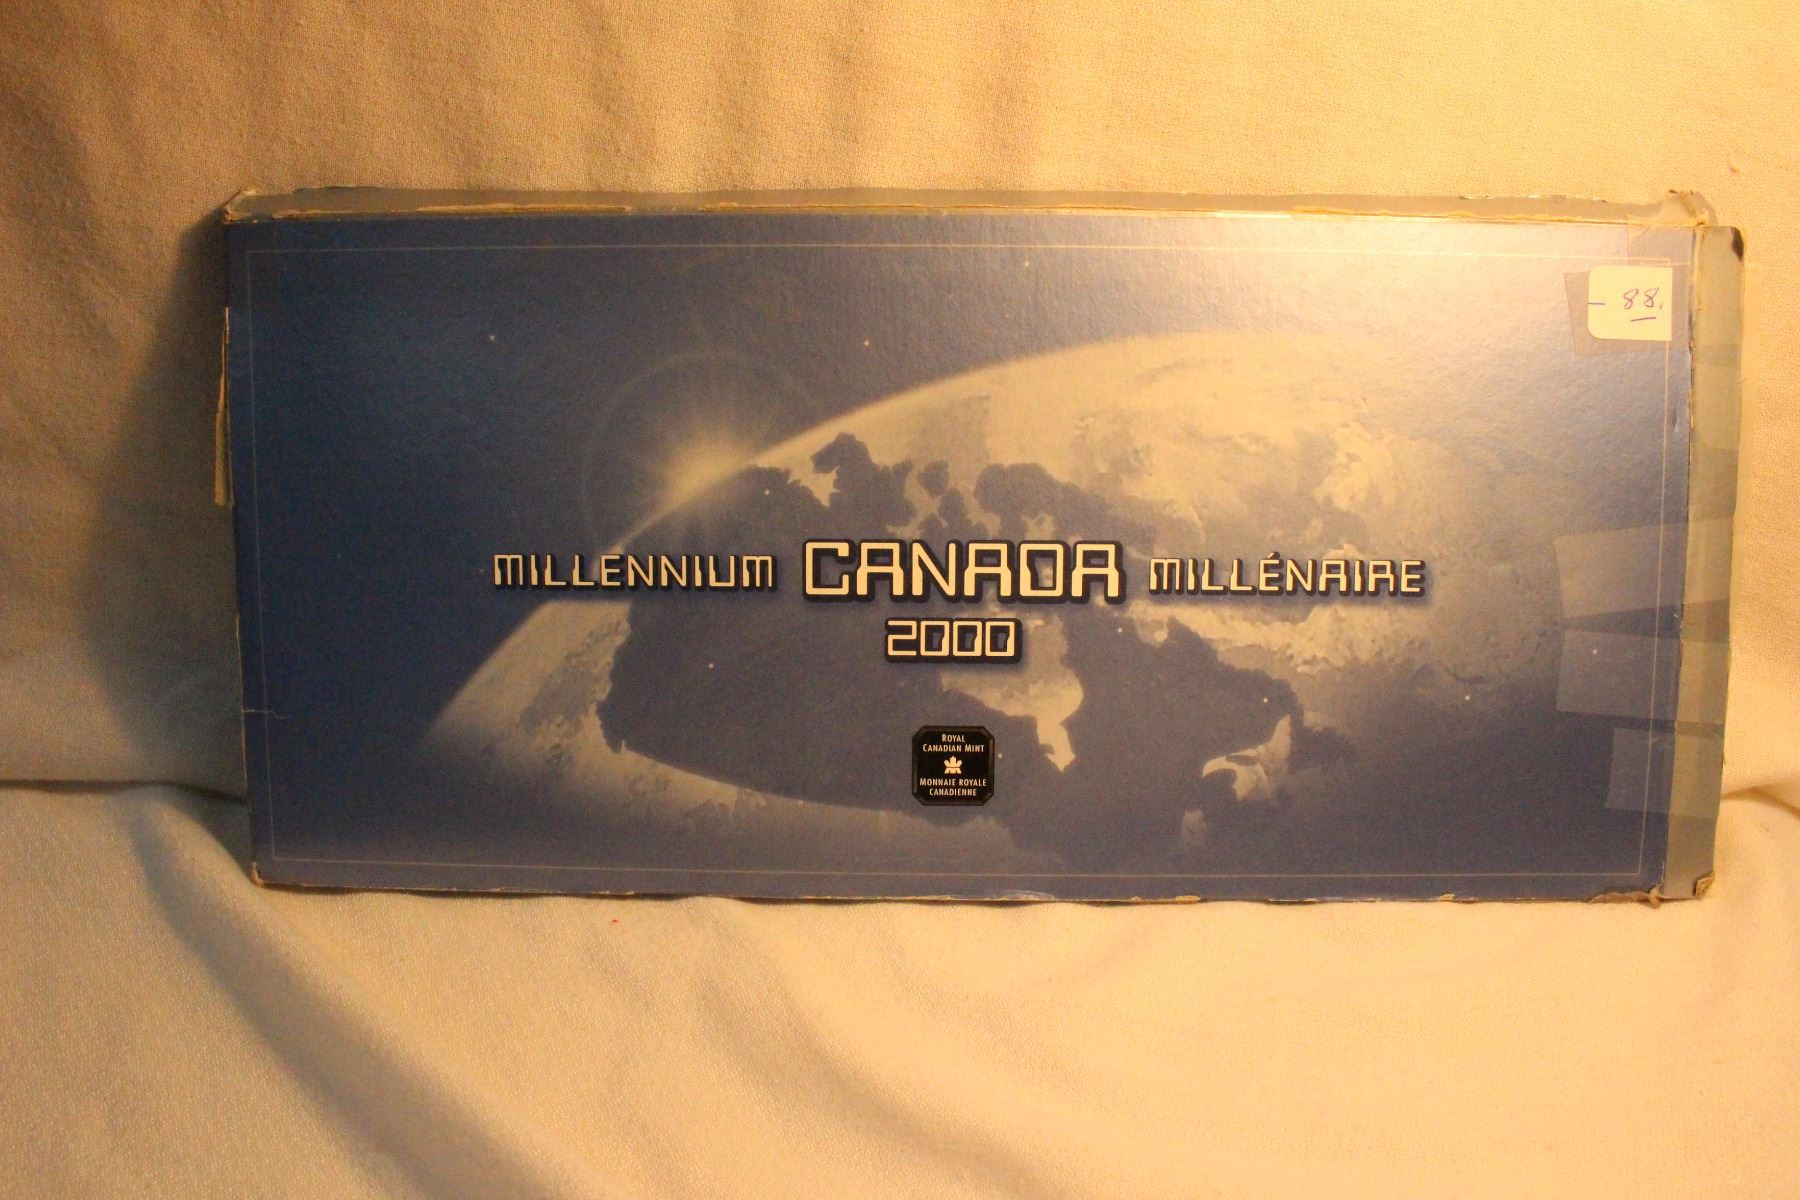 - 88.
MILLENNIUM CANADA MILLÉNAIRE
2000
ROYAL
CANADIAN MINT
MONNAIE ROYALE
CANADIENNE